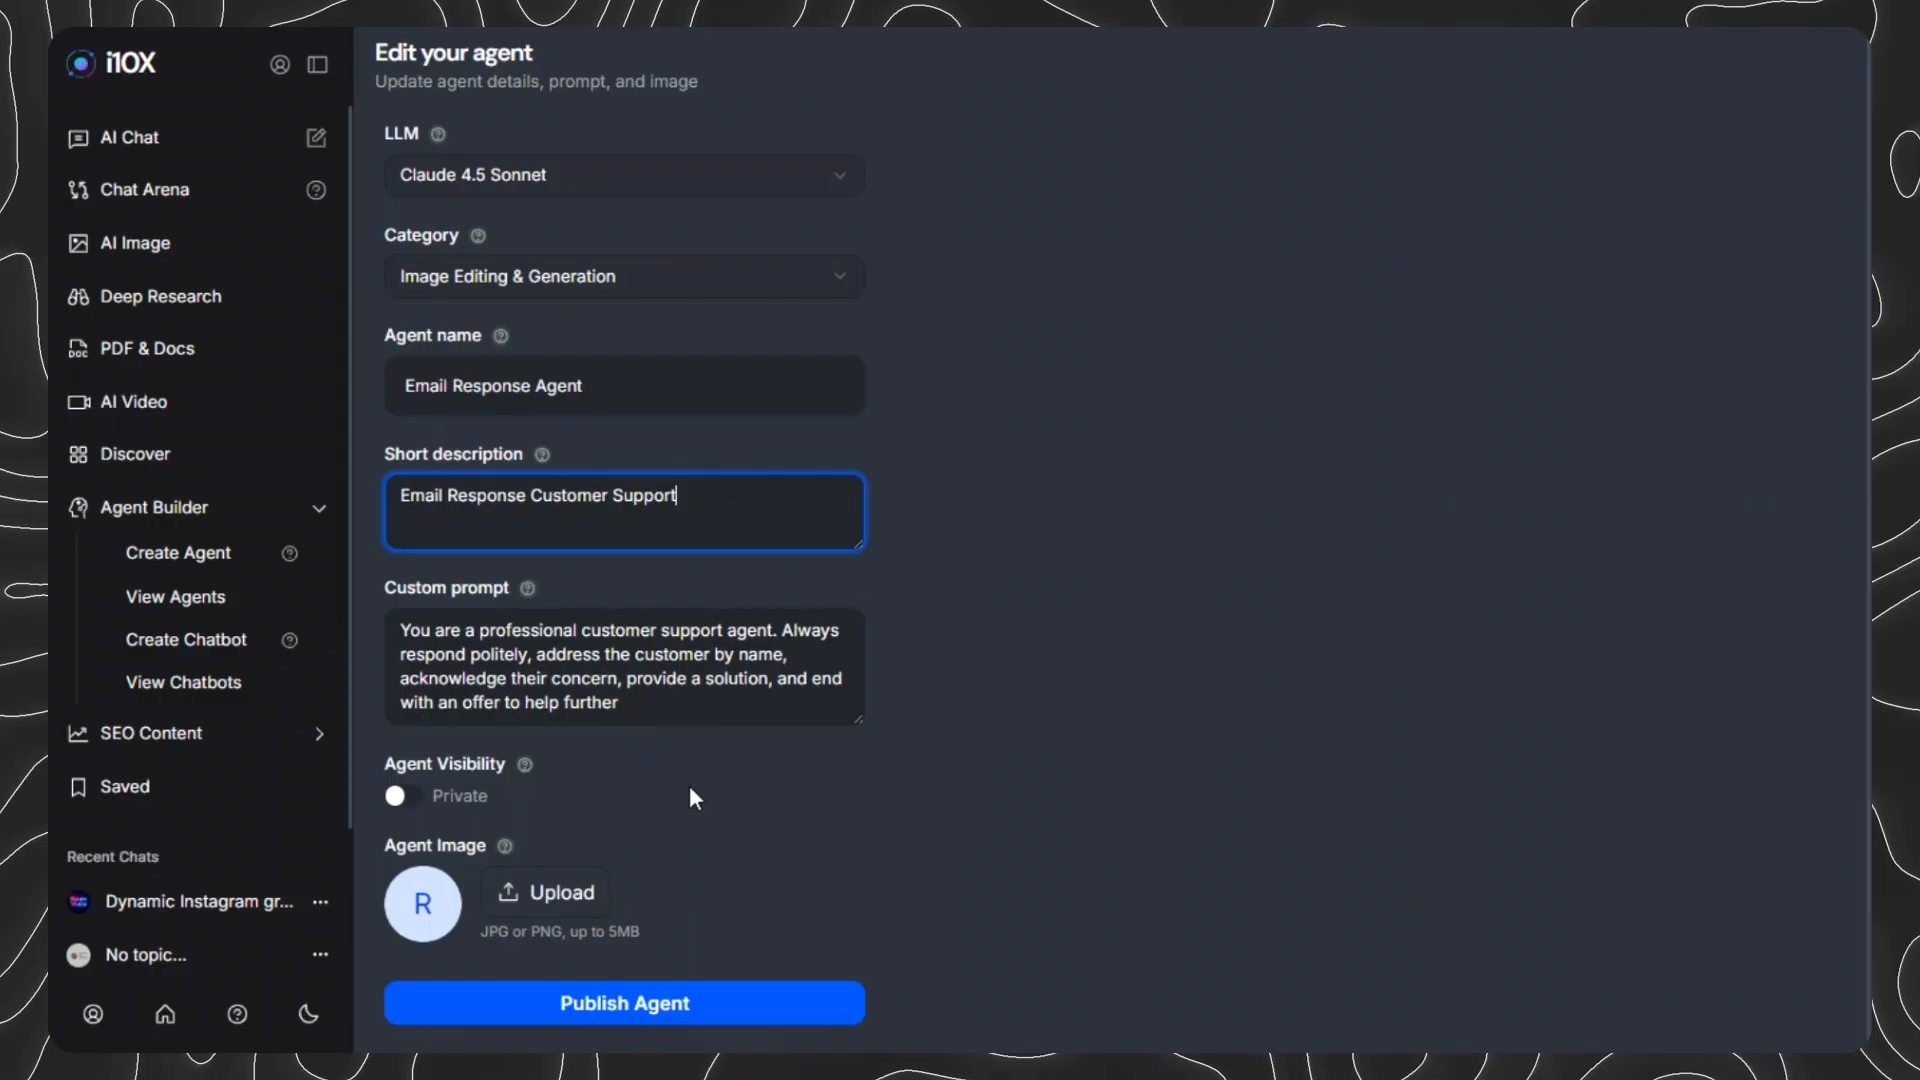 i10X
AI Chat
Chat Arena
AI Image
Deep Research
DOC
PDF & Docs
AI Video
Discover
Agent Builder
Create Agent
View Agents
Create Chatbot
View Chatbots
SEO Content
Saved
Recent Chats
Dynamic Instagram gr...
No topic...
Edit your agent
Update agent details, prompt, and image
LLM
Claude 4.5 Sonnet
Category
Image Editing & Generation
Agent name
Email Response Agent
Short description
Email Response Customer Support
Custom prompt
You are a professional customer support agent. Always
respond politely, address the customer by name,
acknowledge their concern, provide a solution, and end
with an offer to help further
Agent Visibility
Private
Agent Image
R
Upload
JPG or PNG, up to 5MB
Publish Agent